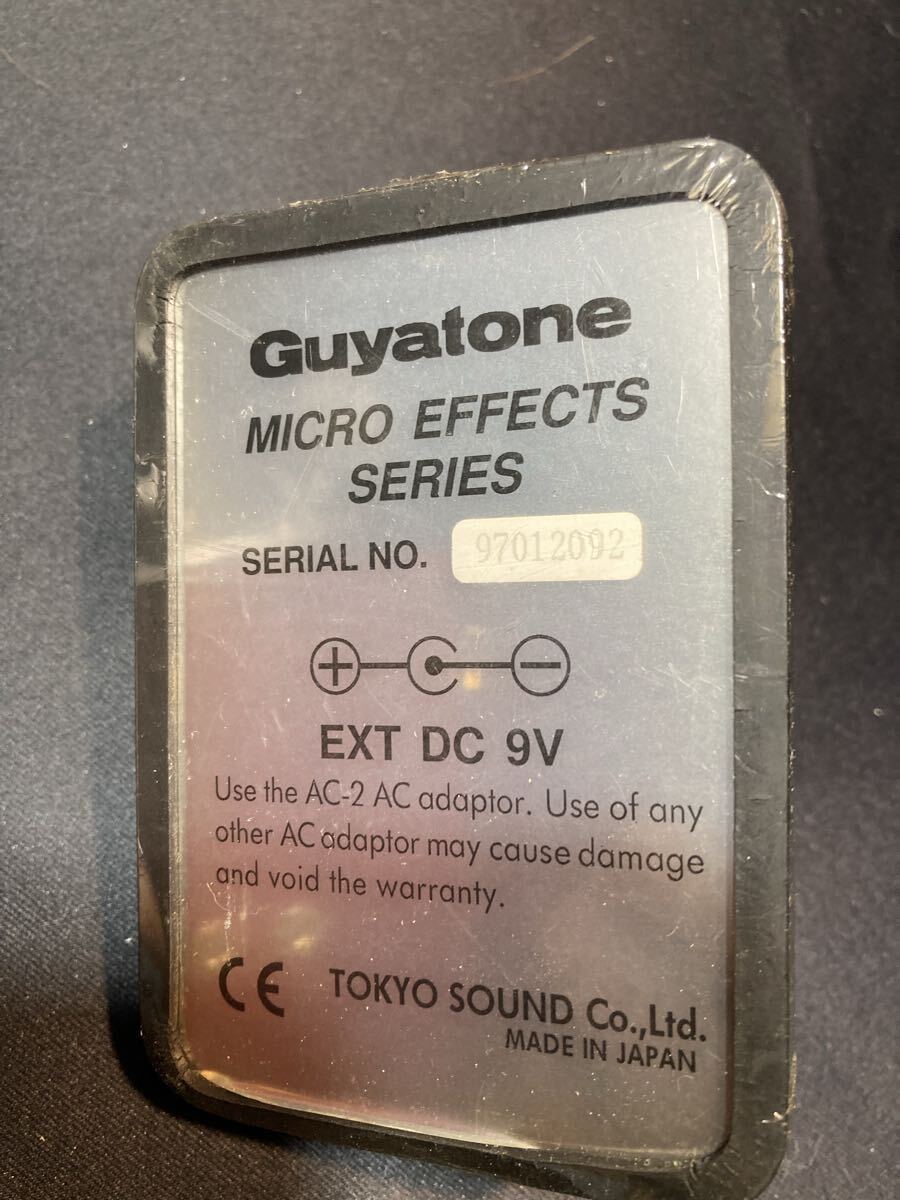 Guyatone
MICRO EFFECTS
SERIES
SERIAL NO. 97012092
EXT DC 9V
Use the AC-2 AC adaptor. Use of any
other AC adaptor may cause damage
and void the warranty.
CE TOKYO SOUND Co.,Ltd.
MADE IN JAPAN